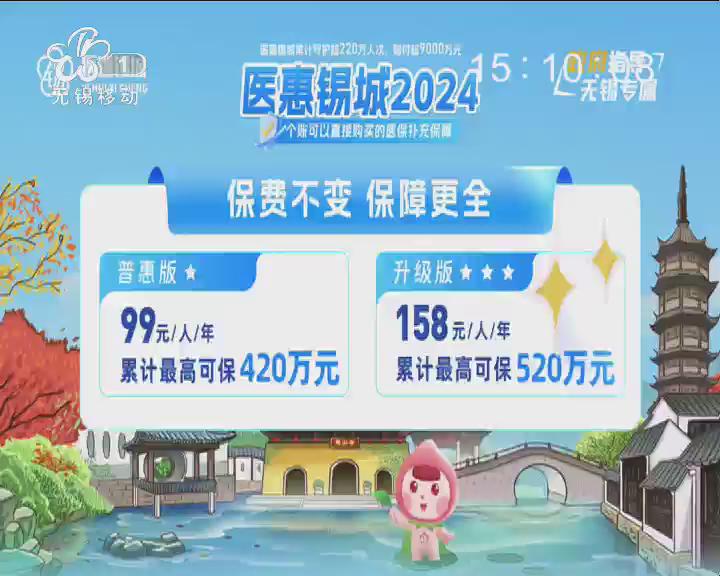 医惠锡城累计守护超220万人次，赔付超9000万元
15:10:
无锡移动
医惠锡城2024
无锡专属
个账可以直接购买的医保补充保障
保费不变 保障更全
普惠版
升级版
99元/人/年
158元/人/年
累计最高可保420万元
累计最高可保520万元